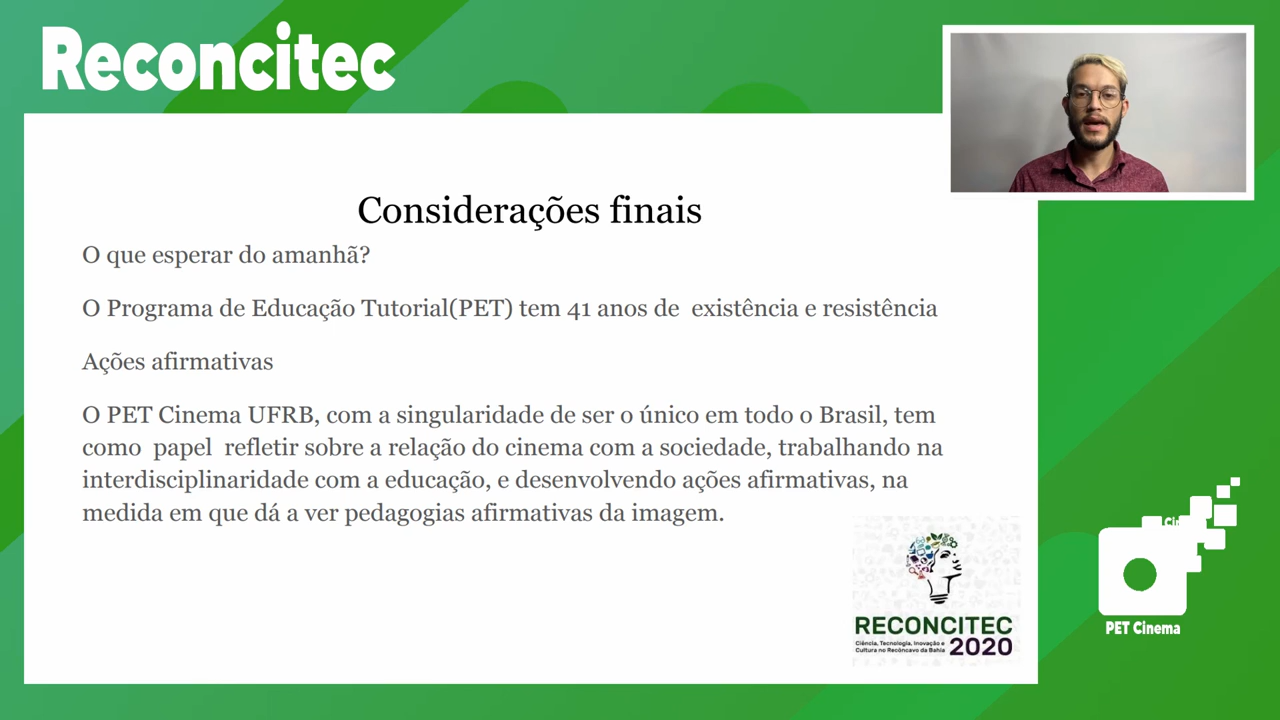 Reconcitec
Considerações finais
O que esperar do amanhã?
O Programa de Educação Tutorial(PET) tem 41 anos de  existência e resistência
Ações afirmativas
O PET Cinema UFRB, com a singularidade de ser o único em todo o Brasil, tem
como  papel  refletir sobre a relação do cinema com a sociedade, trabalhando na
interdisciplinaridade com a educação, e desenvolvendo ações afirmativas, na
medida em que dá a ver pedagogias afirmativas da imagem.
RECONCITEC
Ciência, Tecnologia, Inovação e
Cultura no Recôncavo da Bahia
2020
PET Cinema